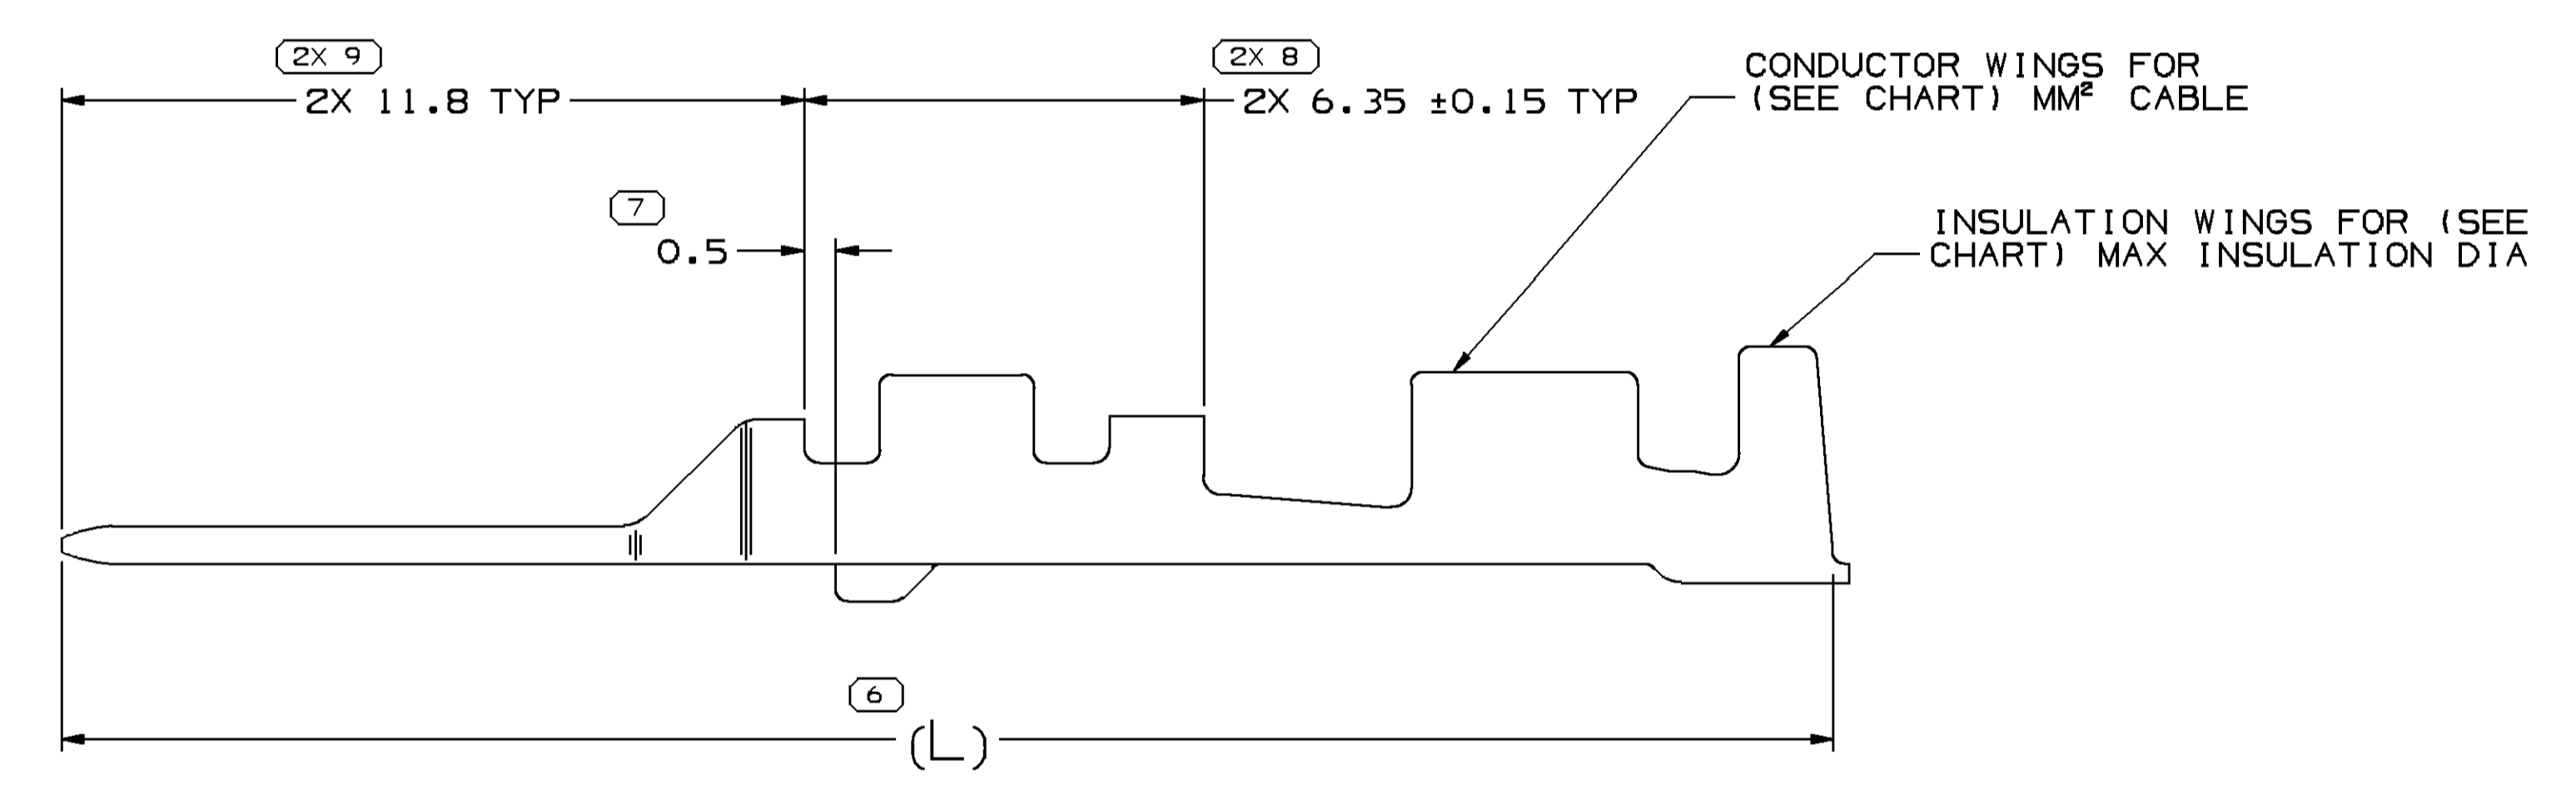 2X 9
2X 11.8 TYP
2X 8
2X 6.35 ±0.15 TYP
CONDUCTOR WINGS FOR
(SEE CHART) MM² CABLE
7
0.5
INSULATION WINGS FOR (SEE
CHART) MAX INSULATION DIA
6
(L)